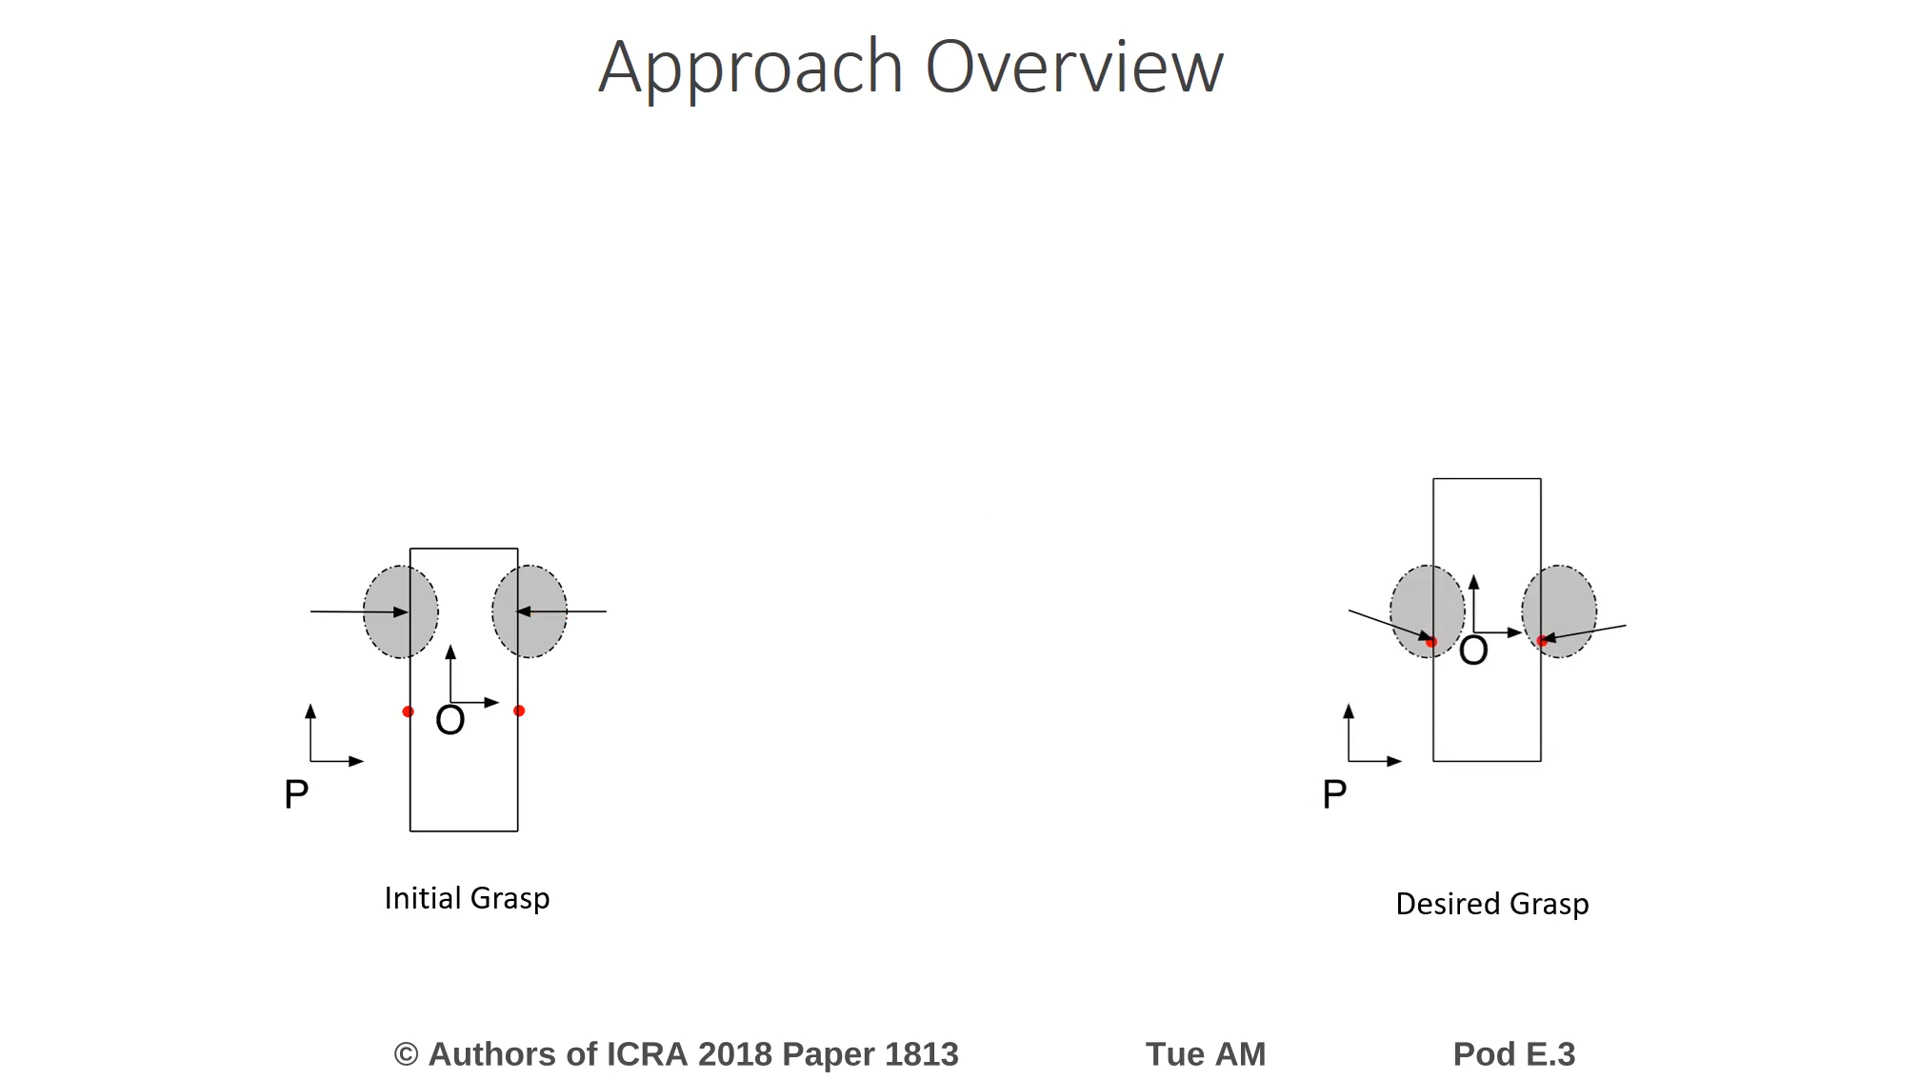 Approach Overview
O
O
P
P
Initial Grasp
Desired Grasp
© Authors of ICRA 2018 Paper 1813 Tue AM Pod E.3